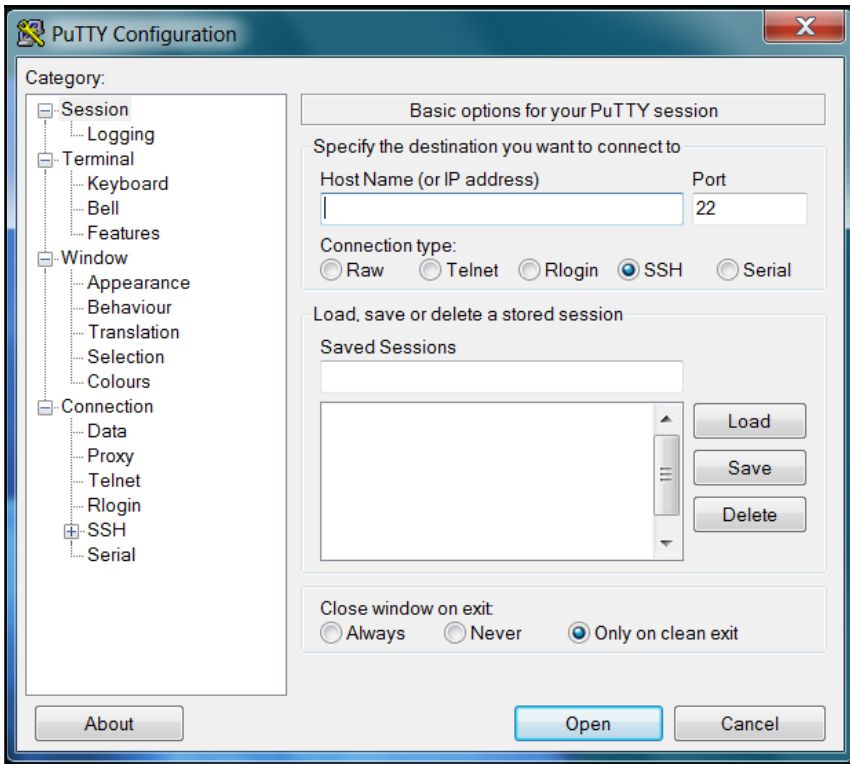 PuTTY Configuration
Category:
Session
Logging
Terminal
Keyboard
Bell
Features
Window
Appearance
Behaviour
Translation
Selection
Colours
Connection
Data
Proxy
Telnet
Rlogin
SSH
Serial
Basic options for your PuTTY session
Specify the destination you want to connect to
Host Name (or IP address) Port
22
Connection type:
Raw Telnet Rlogin SSH Serial
Load, save or delete a stored session
Saved Sessions
Load
Save
Delete
Close window on exit:
Always Never Only on clean exit
About Open Cancel